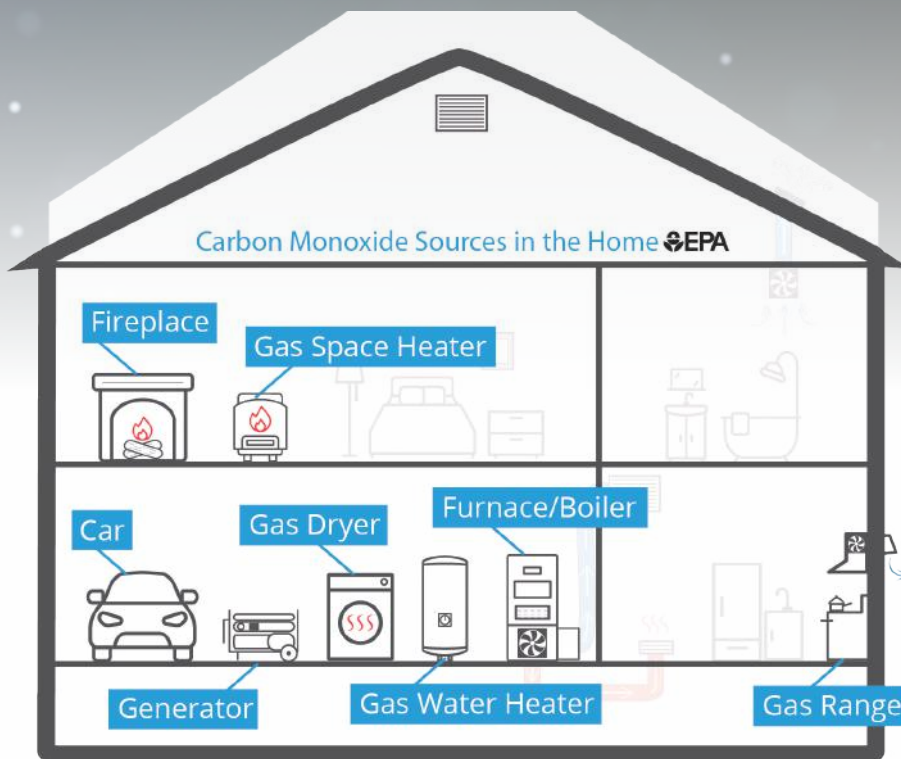 Carbon Monoxide Sources in the Home EPA
Fireplace
Gas Space Heater
Car
Gas Dryer
Furnace/Boiler
Generator
Gas Water Heater
Gas Range